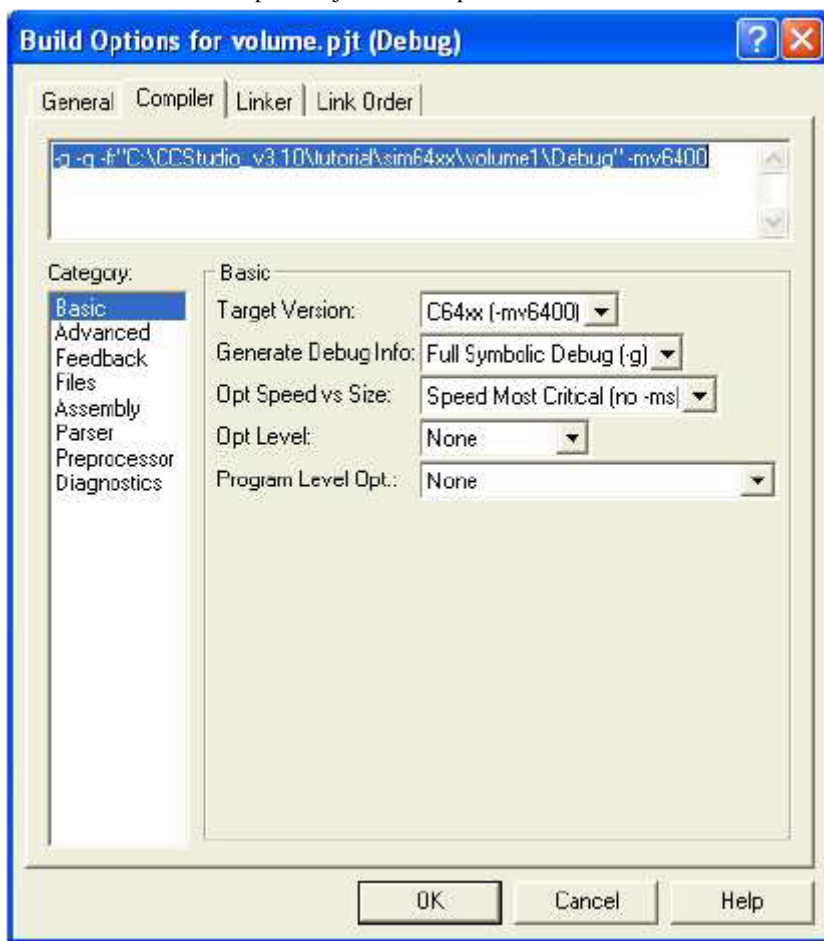 Build Options for volume.pjt (Debug)
General Compiler Linker Link Order
-g -q -fr"C:\CCStudio_v3.10\tutorial\sim64xx\volume1\Debug" -mv6400
Category:
Basic
Advanced
Feedback
Files
Assembly
Parser
Preprocessor
Diagnostics
Basic
Target Version: C64xx (-mv6400)
Generate Debug Info: Full Symbolic Debug (-g)
Opt Speed vs Size: Speed Most Critical (no -ms)
Opt Level: None
Program Level Opt.: None
OK Cancel Help